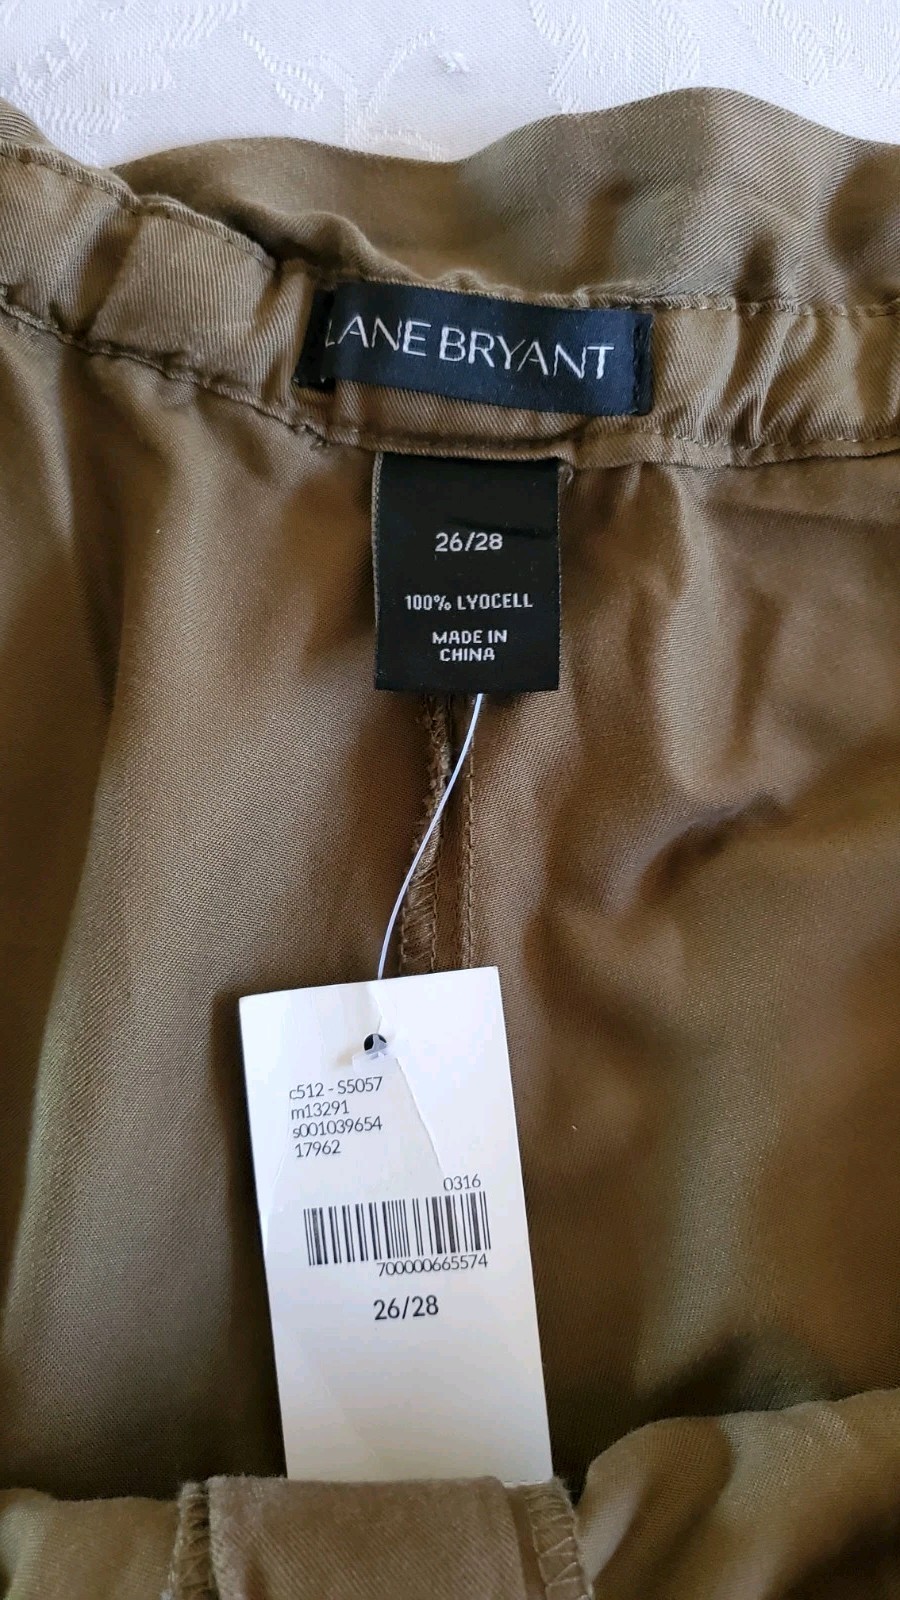 LANE BRYANT
26/28
100% LYOCELL
MADE IN
CHINA
c512 - S5057
m13291
s001039654
17962
0316
700000665574
26/28